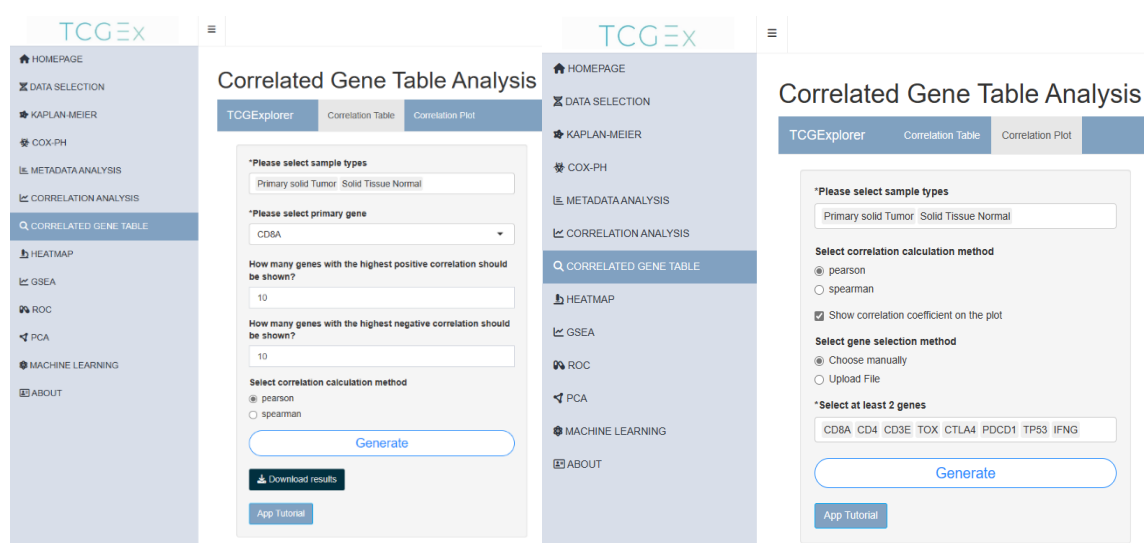 TCGEx
HOMEPAGE
DATA SELECTION
KAPLAN-MEIER
COX-PH
METADATA ANALYSIS
CORRELATION ANALYSIS
CORRELATED GENE TABLE
HEATMAP
GSEA
ROC
PCA
MACHINE LEARNING
ABOUT
Correlated Gene Table Analysis
TCGExplorer Correlation Table Correlation Plot
*Please select sample types
Primary solid Tumor Solid Tissue Normal
*Please select primary gene
CD8A
How many genes with the highest positive correlation should
be shown?
10
How many genes with the highest negative correlation should
be shown?
10
Select correlation calculation method
pearson
spearman
Generate
Download results
App Tutorial
TCGEx
HOMEPAGE
DATA SELECTION
KAPLAN-MEIER
COX-PH
METADATA ANALYSIS
CORRELATION ANALYSIS
CORRELATED GENE TABLE
HEATMAP
GSEA
ROC
PCA
MACHINE LEARNING
ABOUT
Correlated Gene Table Analysis
TCGExplorer Correlation Table Correlation Plot
*Please select sample types
Primary solid Tumor Solid Tissue Normal
Select correlation calculation method
pearson
spearman
Show correlation coefficient on the plot
Select gene selection method
Choose manually
Upload File
*Select at least 2 genes
CD8A CD4 CD3E TOX CTLA4 PDCD1 TP53 IFNG
Generate
App Tutorial